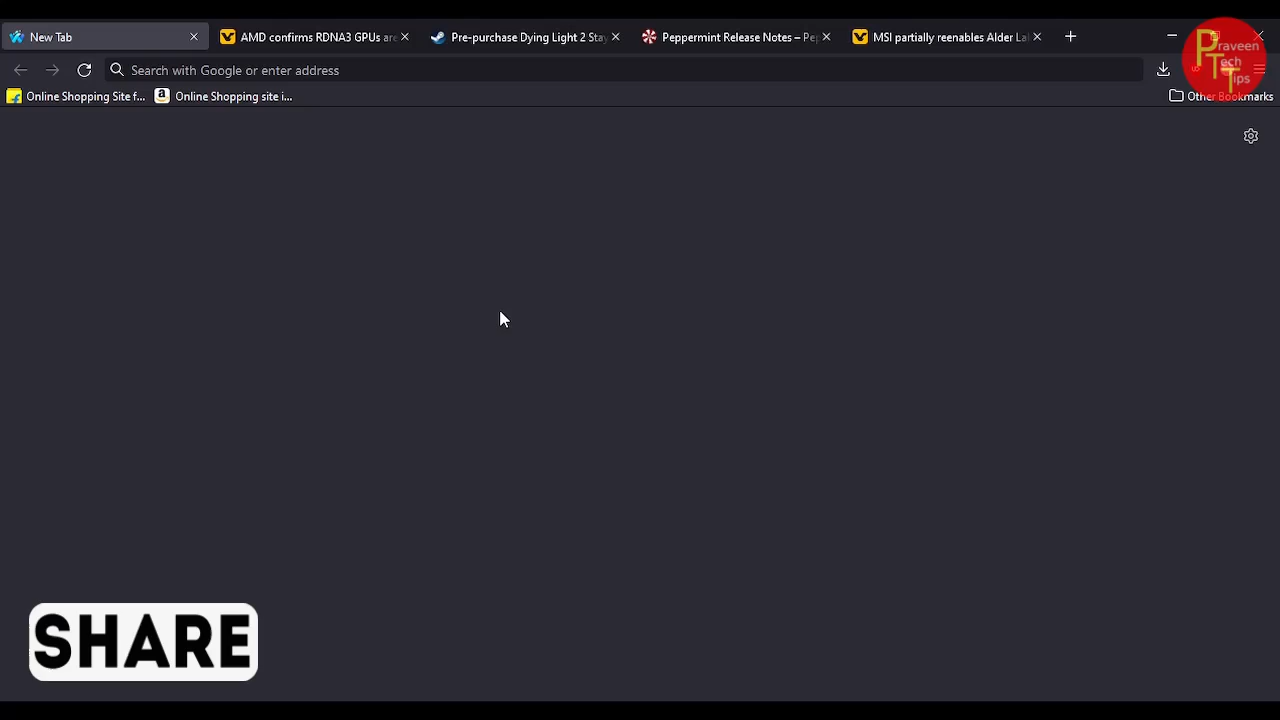 New Tab
AMD confirms RDNA3 GPUs are
Pre-purchase Dying Light 2 Stay
Peppermint Release Notes – Pep
MSI partially reenables Alder La
Praveen
Tech
Tips
Search with Google or enter address
Online Shopping Site f...
Online Shopping site i...
Other Bookmarks
SHARE